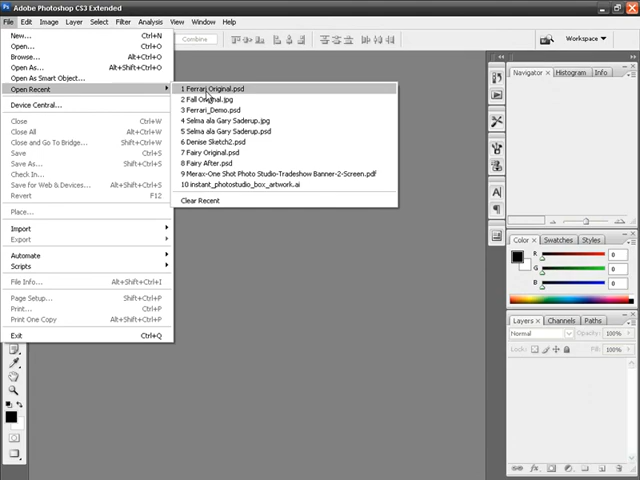 Adobe Photoshop CS3 Extended
File Edit Image Layer Select Filter Analysis View Window Help
Combine
Workspace
New... Ctrl+N
Open... Ctrl+O
Browse... Alt+Ctrl+O
Open As... Alt+Shift+Ctrl+O
Open As Smart Object...
Open Recent
Device Central...
Close Ctrl+W
Close All Alt+Ctrl+W
Close and Go To Bridge... Shift+Ctrl+W
Save Ctrl+S
Save As... Shift+Ctrl+S
Check In...
Save for Web & Devices... Alt+Shift+Ctrl+S
Revert F12
Place...
Import
Export
Automate
Scripts
File Info... Alt+Shift+Ctrl+I
Page Setup... Shift+Ctrl+P
Print... Ctrl+P
Print One Copy Alt+Shift+Ctrl+P
Exit Ctrl+Q
1 Ferrari Original.psd
2 Fall Original.jpg
3 Ferrari_Demo.psd
4 Selma ala Gary Saderup.jpg
5 Selma ala Gary Saderup.psd
6 Denise Sketch2.psd
7 Fairy Original.psd
8 Fairy After.psd
9 Merax-One Shot Photo Studio-Tradeshow Banner-2-Screen.pdf
10 instant_photostudio_box_artwork.ai
Clear Recent
Navigator Histogram Info
Color Swatches Styles
R 0
G 0
B 0
Layers Channels Paths
Normal Opacity: 100%
Lock: Fill: 100%